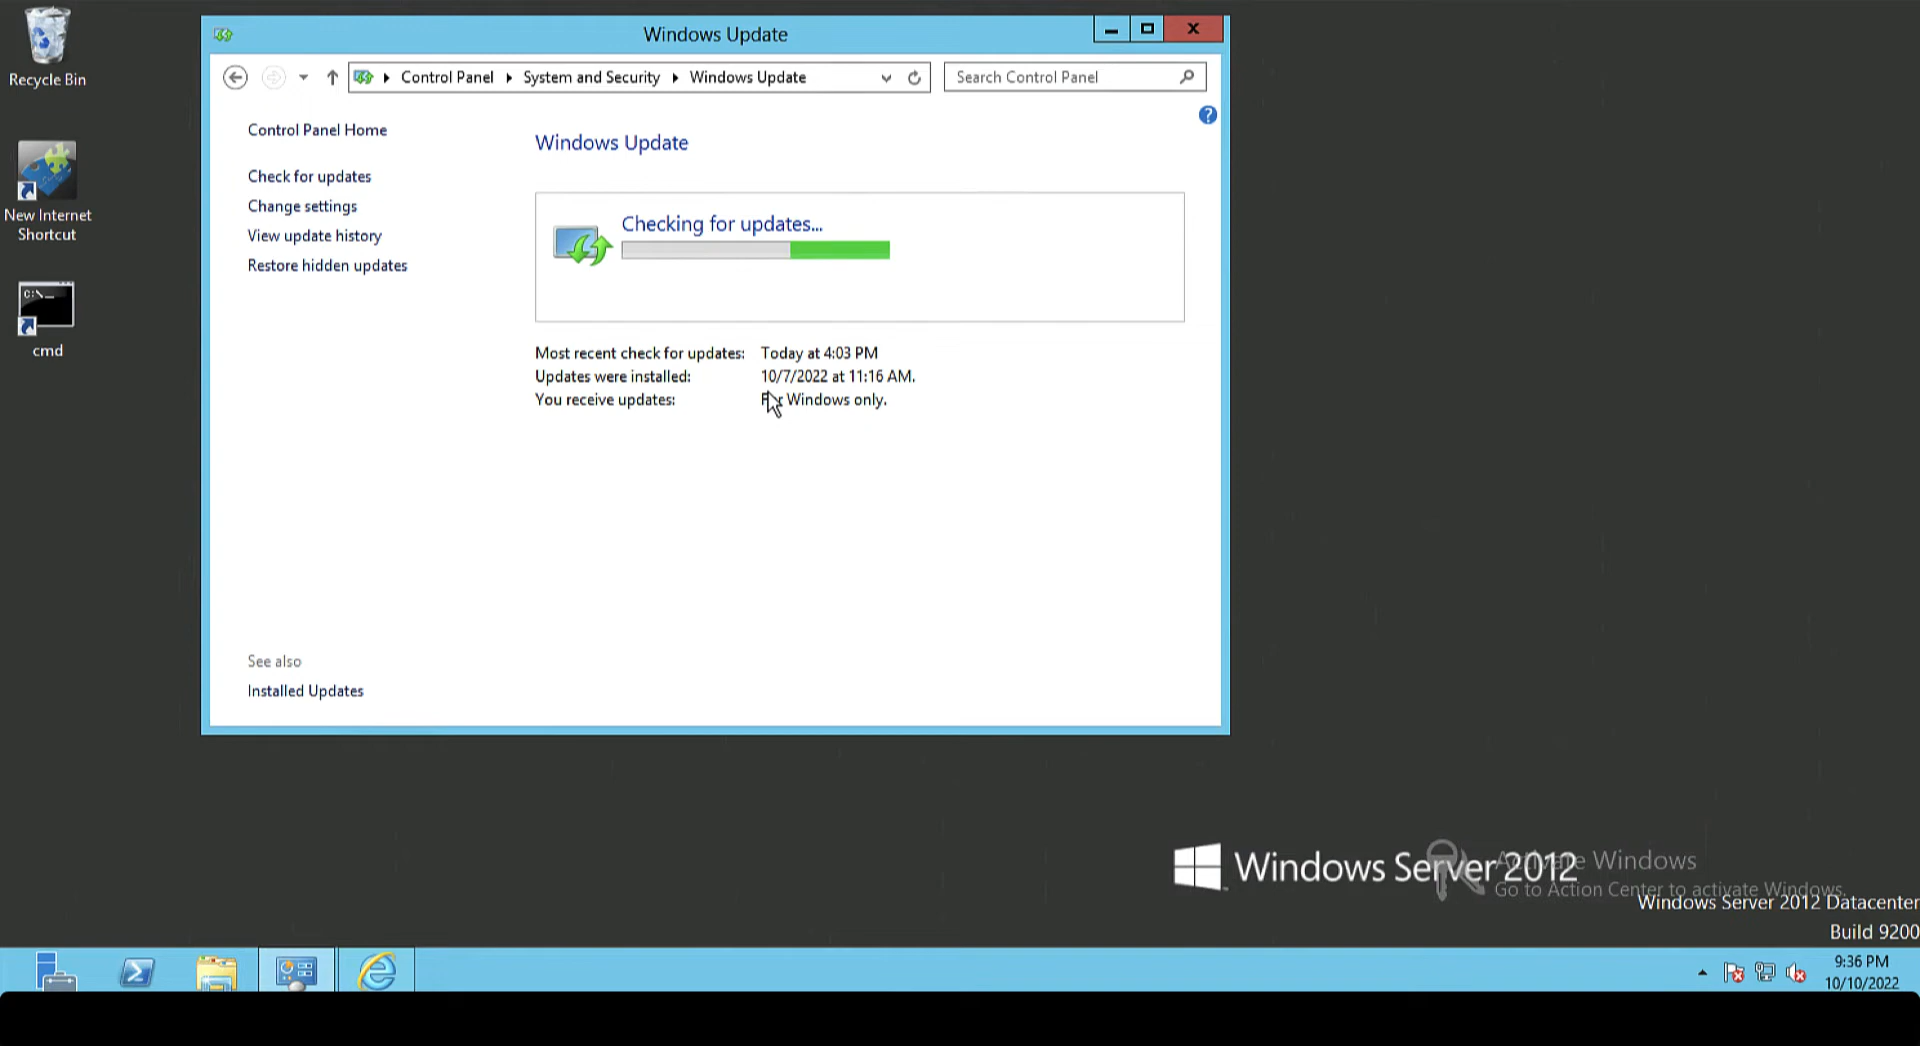 Recycle Bin
New Internet
Shortcut
C:\_
cmd
Windows Update
Control Panel
System and Security
Windows Update
Search Control Panel
?
Control Panel Home
Check for updates
Change settings
View update history
Restore hidden updates
Windows Update
Checking for updates...
Most recent check for updates: Today at 4:03 PM
Updates were installed: 10/7/2022 at 11:16 AM.
You receive updates: For Windows only.
See also
Installed Updates
Windows Server 2012
Activate Windows
Go to Action Center to activate Windows.
Windows Server 2012 Datacenter
Build 9200
9:36 PM
10/10/2022